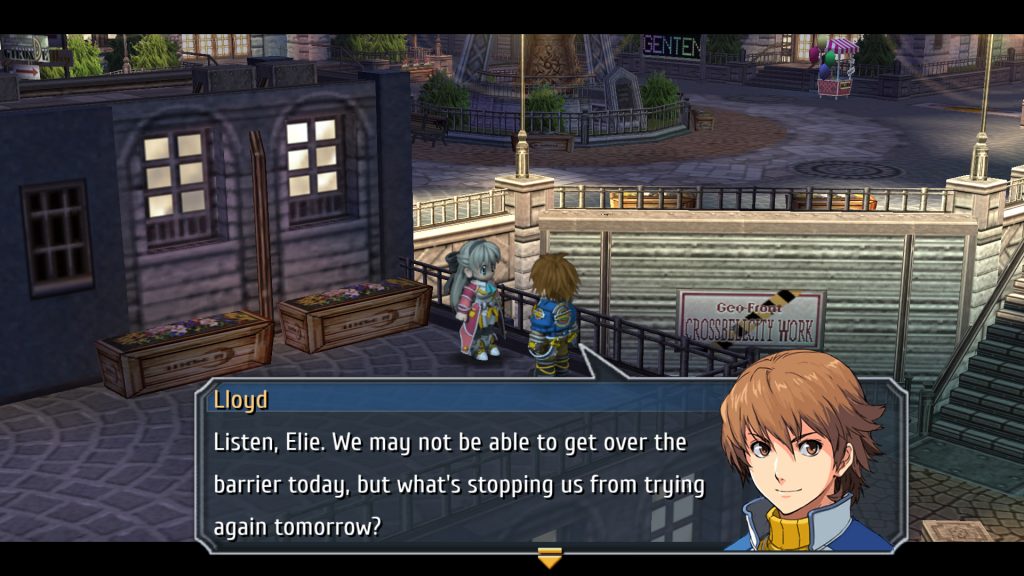 GENTEN
Geo-Front
CROSSBELL CITY WORK
Lloyd
Listen, Elie. We may not be able to get over the
barrier today, but what's stopping us from trying
again tomorrow?